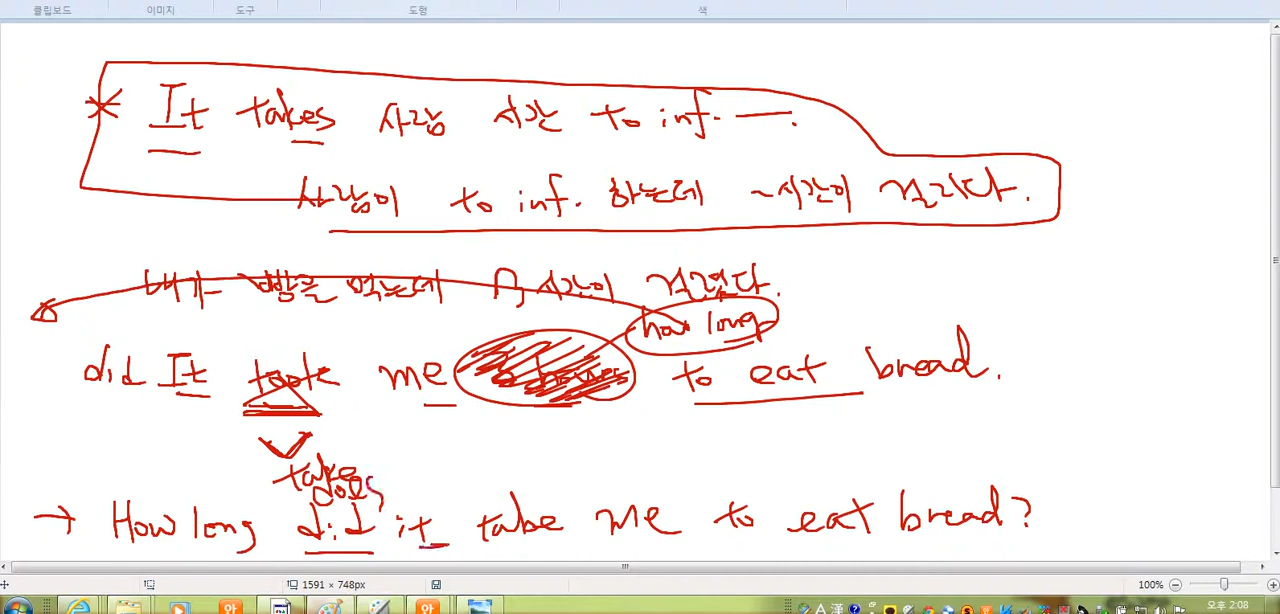 클립보드 이미지 도구 도형 색
* It takes 사람 시간 to inf. ―.
사람이 to inf. 하는데 ~시간이 걸리다.
내가 빵을 먹는데 시간이 걸렸다.
how long
did It took me to eat bread.
take
does
→ How long did it take me to eat bread?
1591 × 748px 100%
오후 2:08